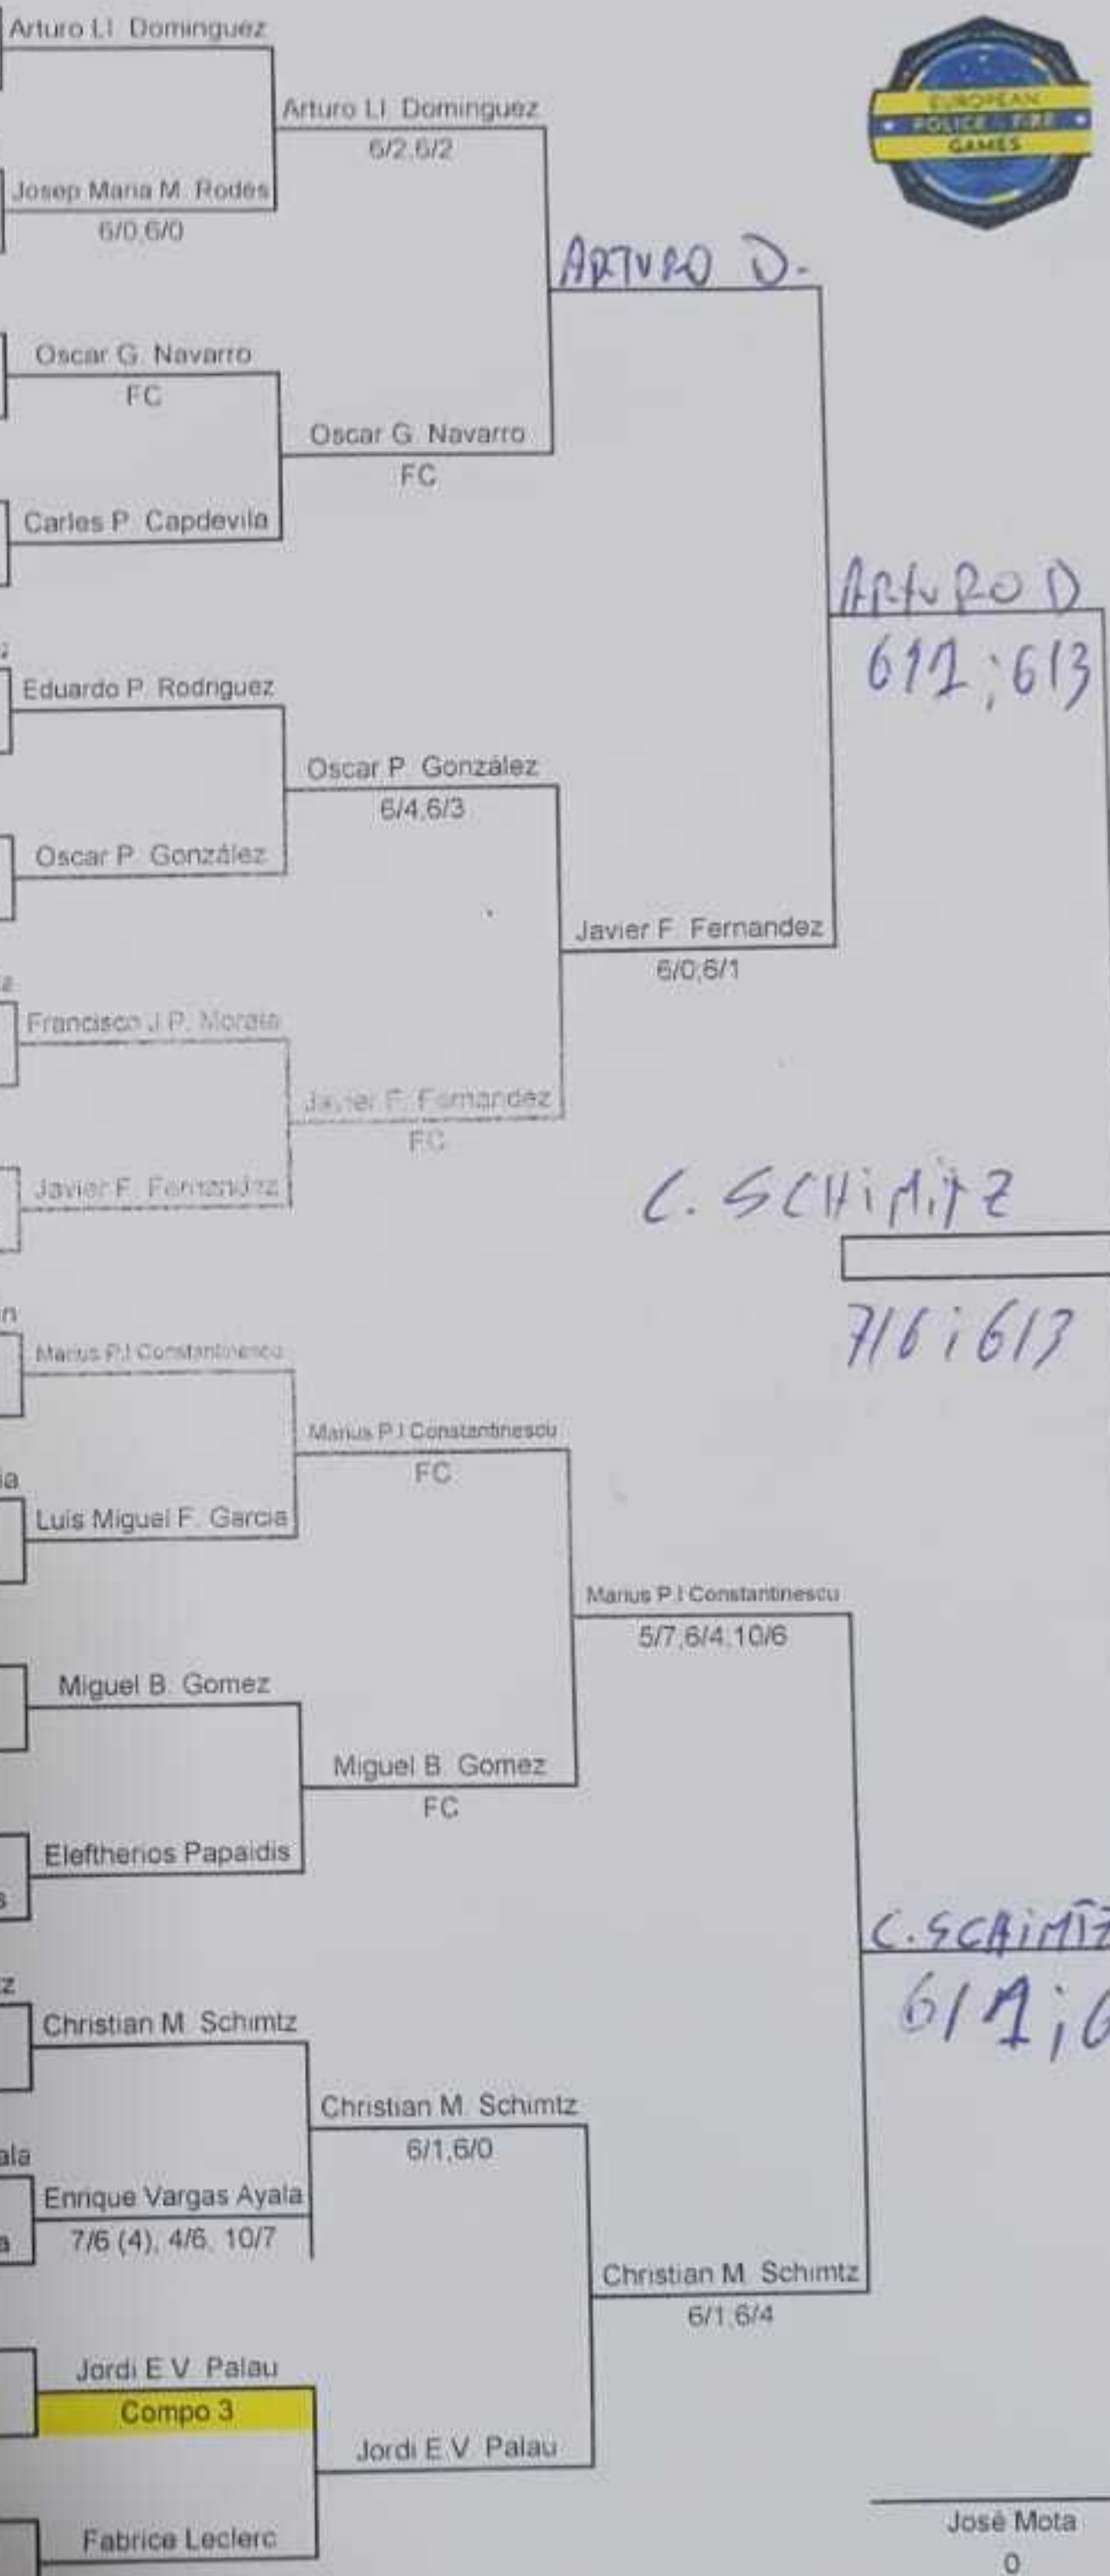 Arturo Ll. Dominguez
EUROPEAN
POLICE & FIRE
GAMES
Arturo Ll. Dominguez
6/2,6/2
Josep Maria M. Rodés
6/0,6/0
ARTURO D.
Oscar G. Navarro
FC
Oscar G. Navarro
FC
Carles P. Capdevila
ARTURO D
6/1 ; 6/3
Eduardo P. Rodriguez
Oscar P. González
6/4,6/3
Oscar P. González
Javier F. Fernandez
6/0,6/1
Francisco J.P. Morata
Javier F. Fernandez
FC
Javier F. Fernandez
C. SCHiMiTZ
7/6 ; 6/3
n
Marius P.I Constantinescu
Marius P.I Constantinescu
FC
ia
Luis Miguel F. Garcia
Marius P.I Constantinescu
5/7,6/4,10/6
Miguel B. Gomez
Miguel B. Gomez
FC
Eleftherios Papaidis
s
C. SCHiMTZ
6/1 ; 6
z
Christian M. Schimtz
Christian M. Schimtz
6/1,6/0
ala
Enrique Vargas Ayala
a
7/6 (4), 4/6, 10/7
Christian M. Schimtz
6/1,6/4
Jordi E.V. Palau
Compo 3
Jordi E.V. Palau
Fabrice Leclerc
José Mota
0